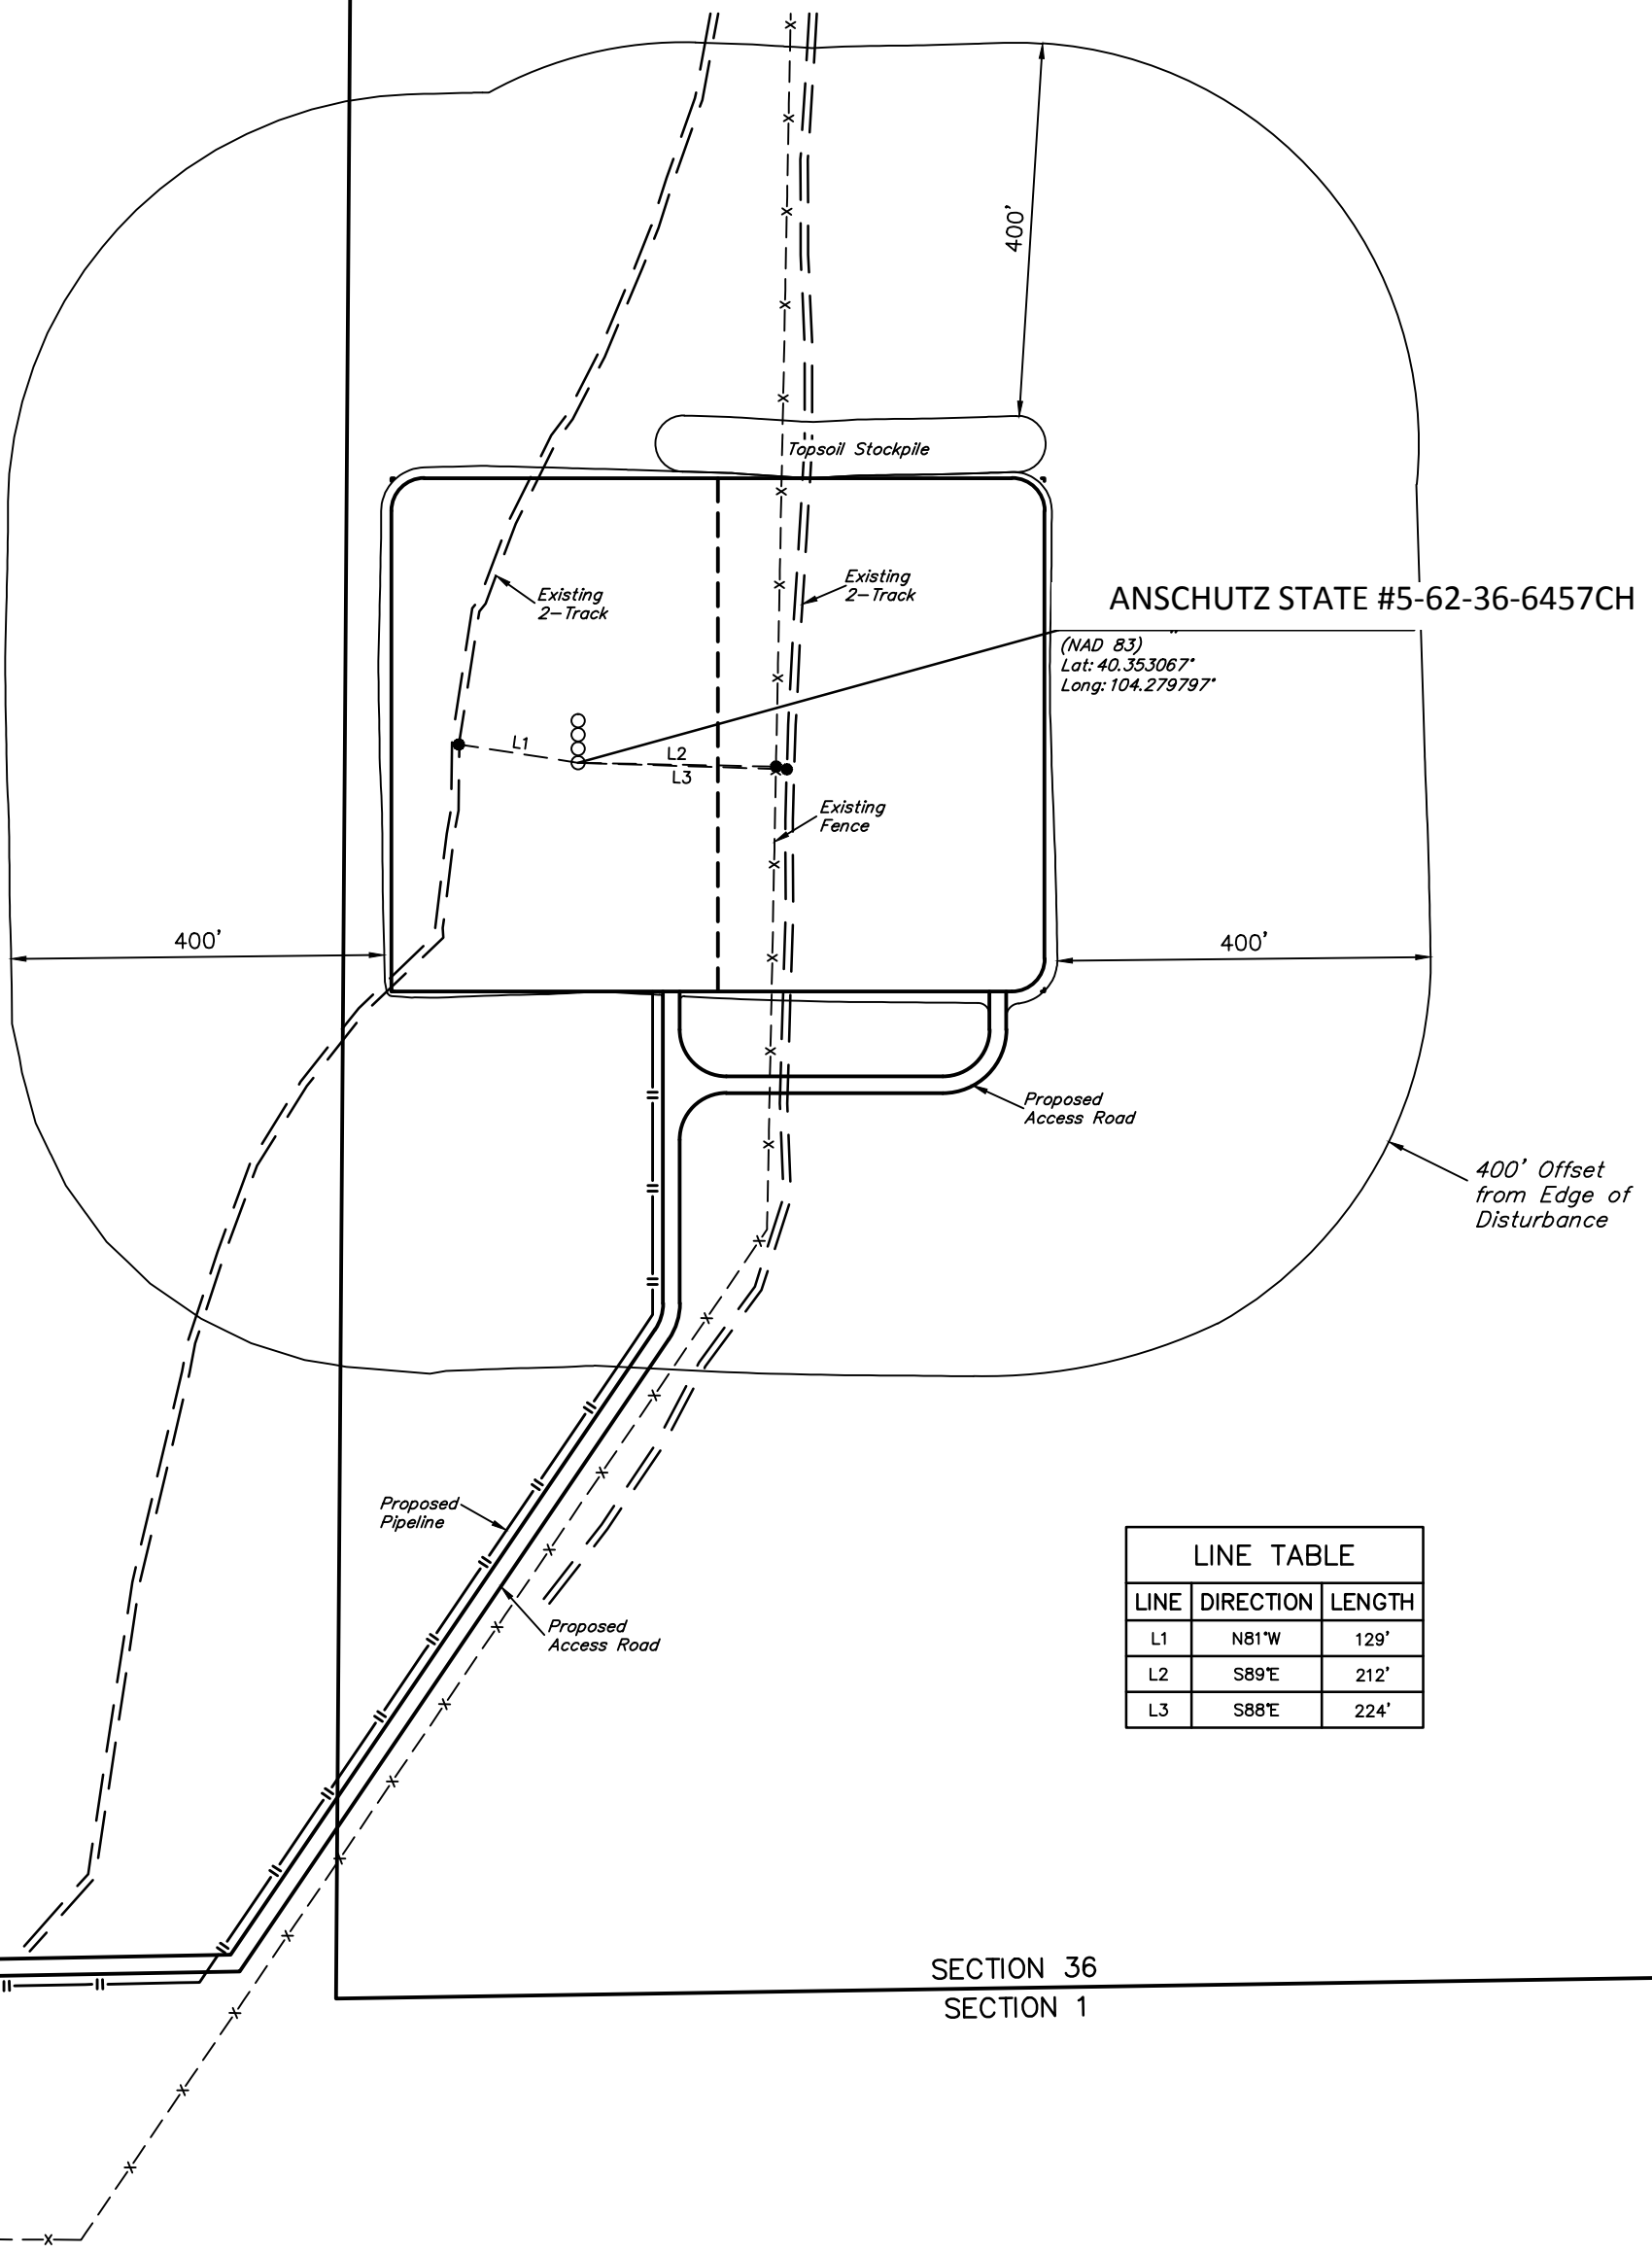 400'
Topsoil Stockpile
Existing
2-Track
Existing
2-Track
ANSCHUTZ STATE #5-62-36-6457CH
(NAD 83)
Lat: 40.353067°
Long: 104.279797°
L1
L2
L3
Existing
Fence
400'
400'
Proposed
Access Road
400' Offset
from Edge of
Disturbance
Proposed
Pipeline
Proposed
Access Road
LINE TABLE
LINE DIRECTION LENGTH
L1 N81°W 129'
L2 S89°E 212'
L3 S88°E 224'
SECTION 36
SECTION 1